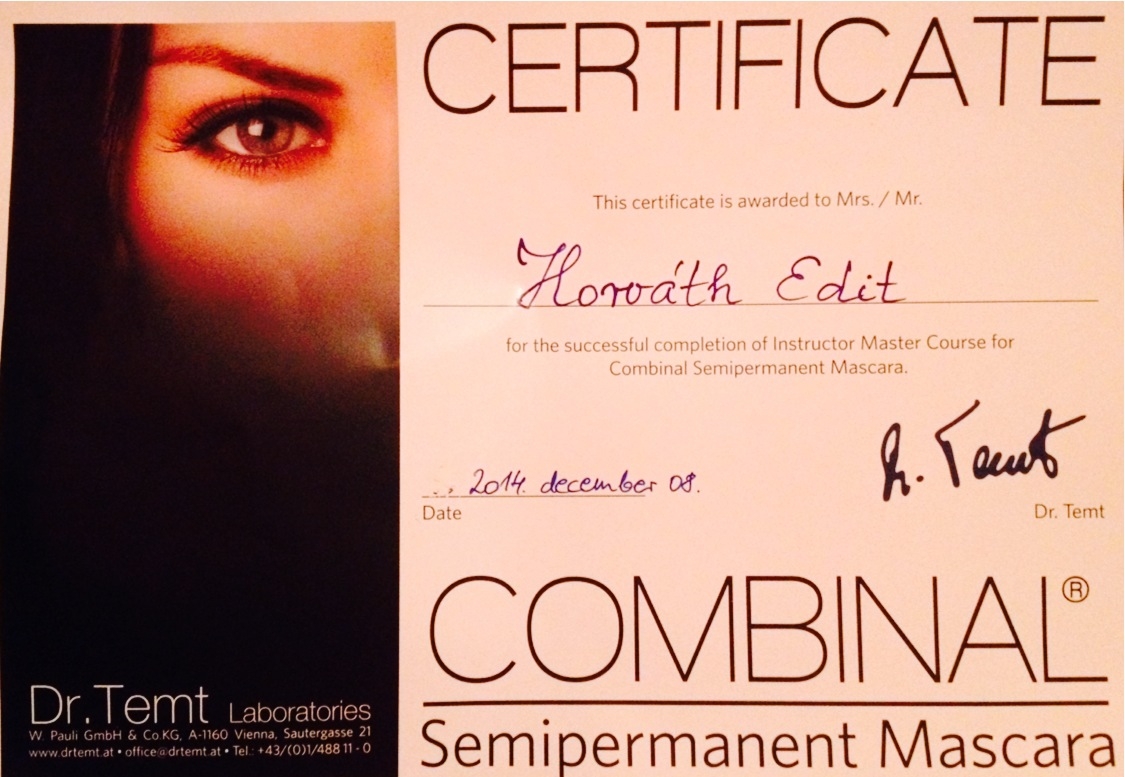 CERTIFICATE
This certificate is awarded to Mrs. / Mr.
Horváth Edit
for the successful completion of Instructor Master Course for
Combinal Semipermanent Mascara.
2014. december 08.
Date
Dr. Temt
Dr. Temt
COMBINAL®
Semipermanent Mascara
Dr.Temt Laboratories
W. Pauli GmbH & Co.KG, A-1160 Vienna, Sautergasse 21
www.drtemt.at • office@drtemt.at • Tel.: +43/(0)1/488 11 - 0